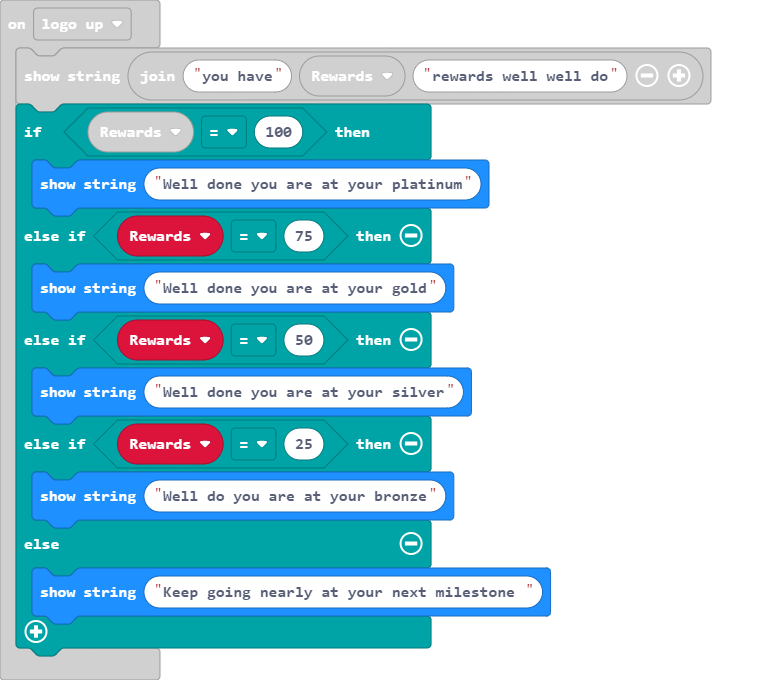 on logo up
show string join "you have" Rewards "rewards well well do"
if Rewards = 100 then
show string "Well done you are at your platinum"
else if Rewards = 75 then
show string "Well done you are at your gold"
else if Rewards = 50 then
show string "Well done you are at your silver"
else if Rewards = 25 then
show string "Well do you are at your bronze"
else
show string "Keep going nearly at your next milestone "